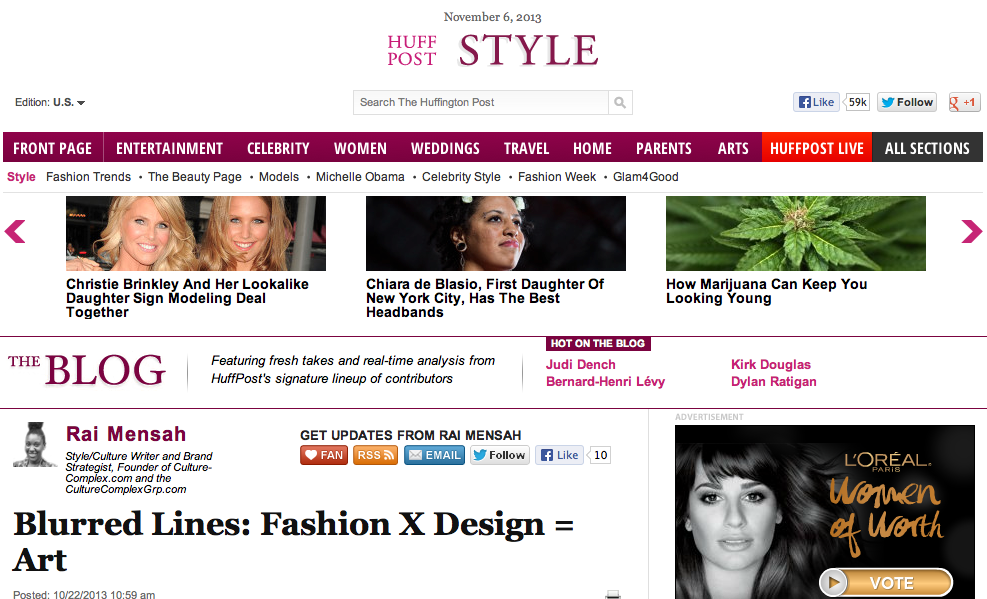 November 6, 2013
HUFF
POST
STYLE
Edition: U.S.
Search The Huffington Post
Like 59k Follow +1
FRONT PAGE ENTERTAINMENT CELEBRITY WOMEN WEDDINGS TRAVEL HOME PARENTS ARTS HUFFPOST LIVE ALL SECTIONS
Style Fashion Trends • The Beauty Page • Models • Michelle Obama • Celebrity Style • Fashion Week • Glam4Good
Christie Brinkley And Her Lookalike
Daughter Sign Modeling Deal
Together
Chiara de Blasio, First Daughter Of
New York City, Has The Best
Headbands
How Marijuana Can Keep You
Looking Young
THE BLOG
Featuring fresh takes and real-time analysis from
HuffPost's signature lineup of contributors
HOT ON THE BLOG
Judi Dench
Bernard-Henri Lévy
Kirk Douglas
Dylan Ratigan
Rai Mensah
Style/Culture Writer and Brand
Strategist, Founder of Culture-
Complex.com and the
CultureComplexGrp.com
GET UPDATES FROM RAI MENSAH
FAN RSS EMAIL Follow Like 10
Blurred Lines: Fashion X Design =
Art
Posted: 10/22/2013 10:59 am
ADVERTISEMENT
L'ORÉAL
PARIS
Women
of Worth
VOTE